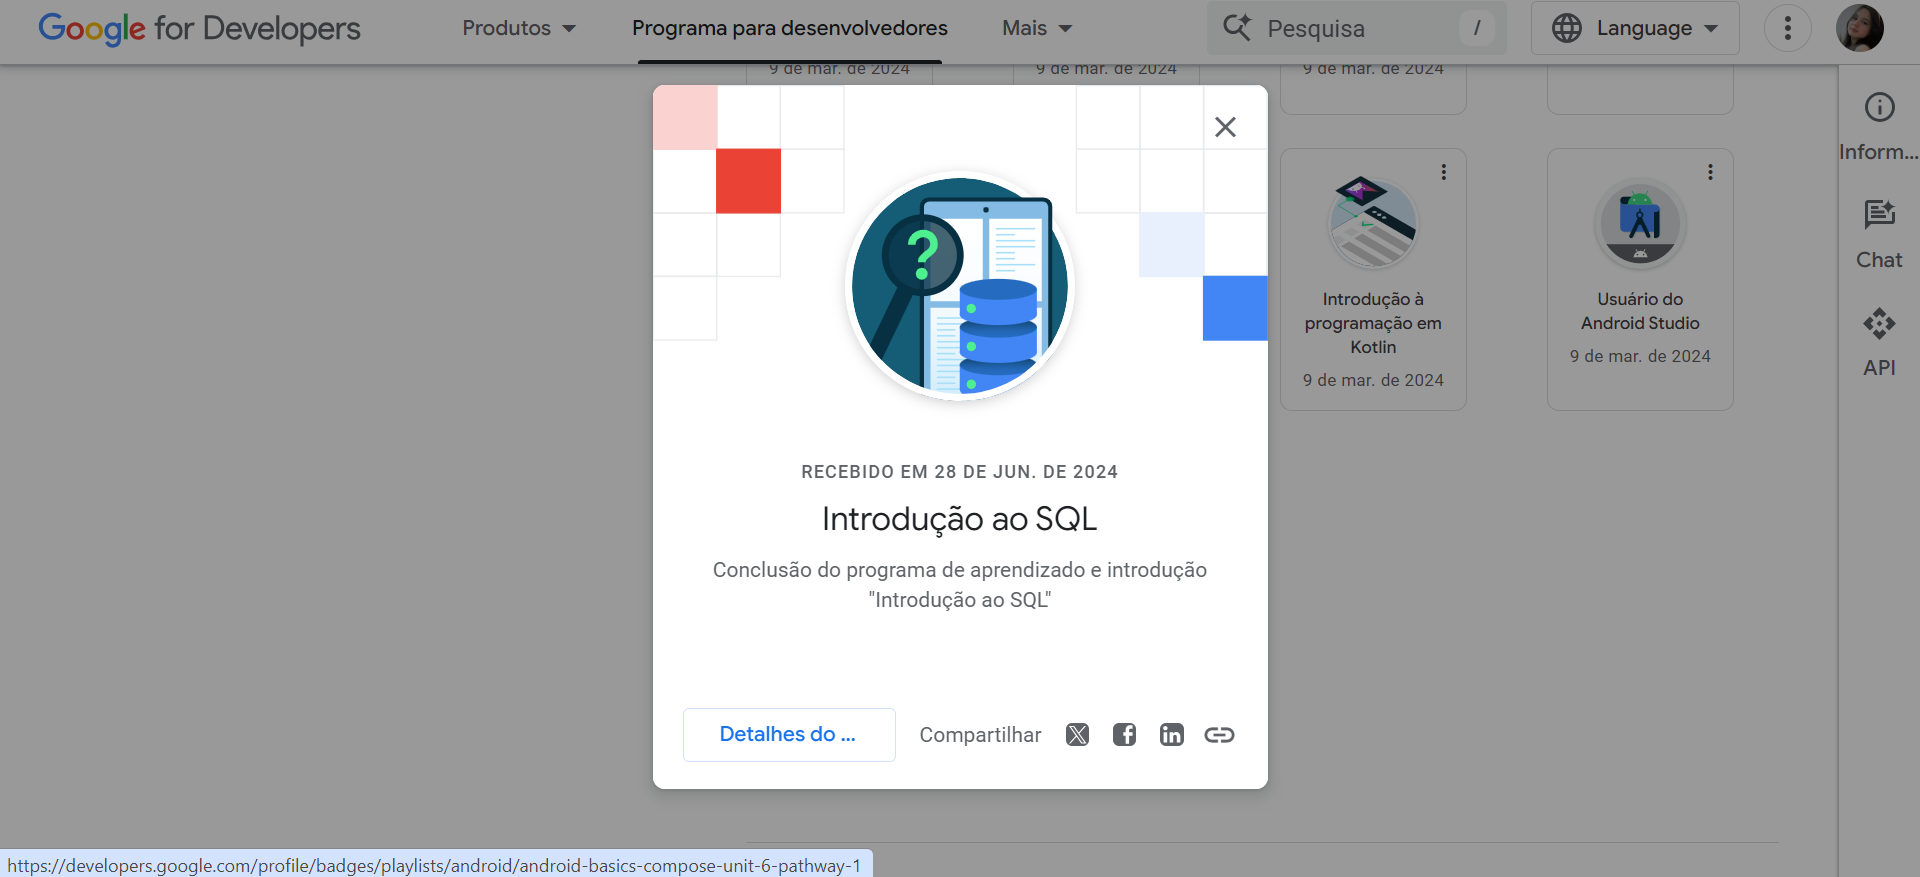 Google for Developers
Produtos
Programa para desenvolvedores
Mais
Pesquisa
/
Language
9 de mar. de 2024
9 de mar. de 2024
9 de mar. de 2024
Inform...
Chat
API
?
Introdução à
programação em
Kotlin
9 de mar. de 2024
Usuário do
Android Studio
9 de mar. de 2024
RECEBIDO EM 28 DE JUN. DE 2024
Introdução ao SQL
Conclusão do programa de aprendizado e introdução
"Introdução ao SQL"
Detalhes do ...
Compartilhar
https://developers.google.com/profile/badges/playlists/android/android-basics-compose-unit-6-pathway-1